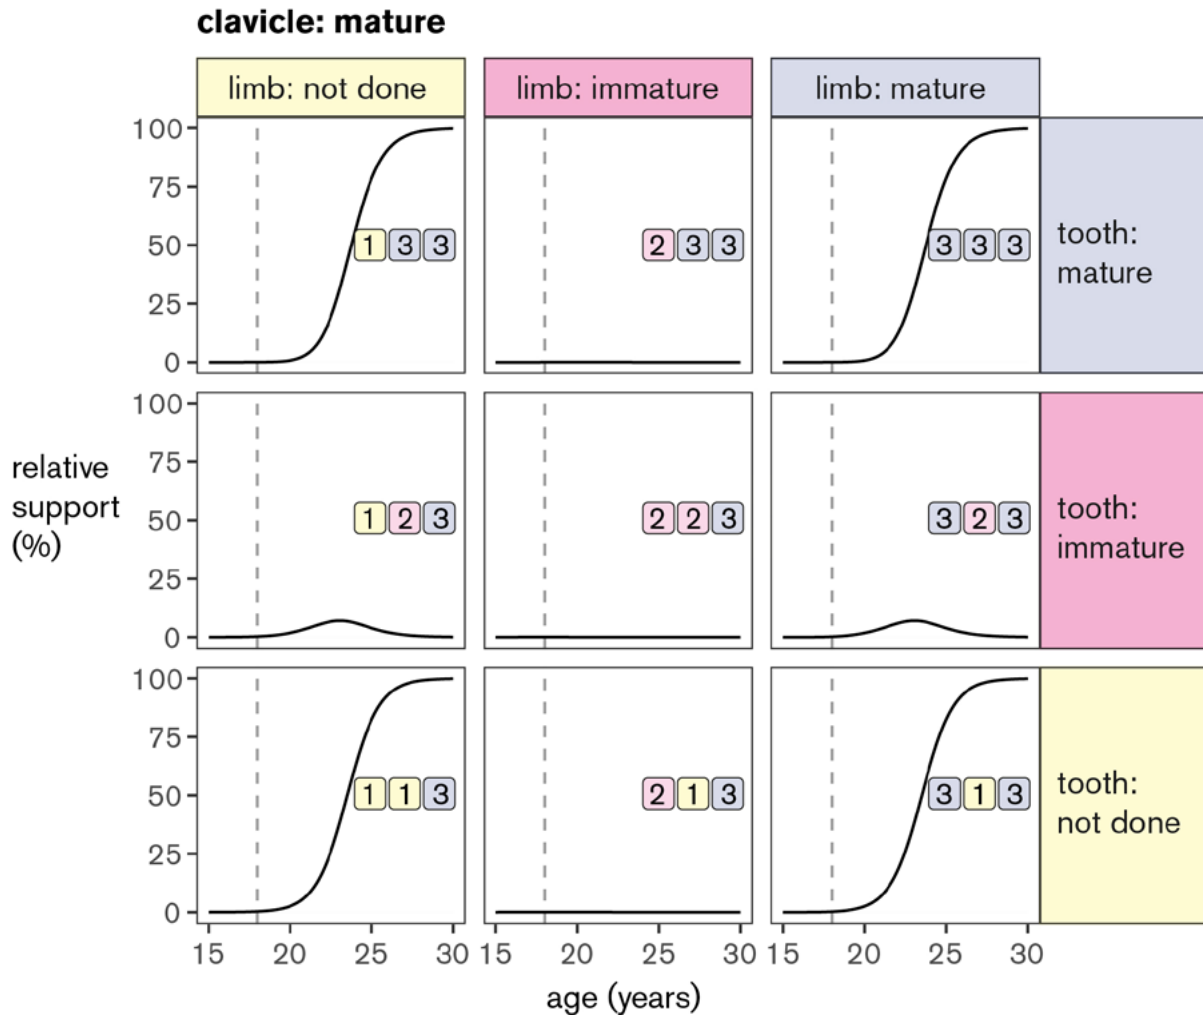 clavicle: mature
limb: not done
limb: immature
limb: mature
100
75
50
25
0
1 3 3
2 3 3
3 3 3
tooth:
mature
relative
support
(%)
100
75
50
25
0
1 2 3
2 2 3
3 2 3
tooth:
immature
100
75
50
25
0
1 1 3
2 1 3
3 1 3
tooth:
not done
15 20 25 30
15 20 25 30
15 20 25 30
age (years)